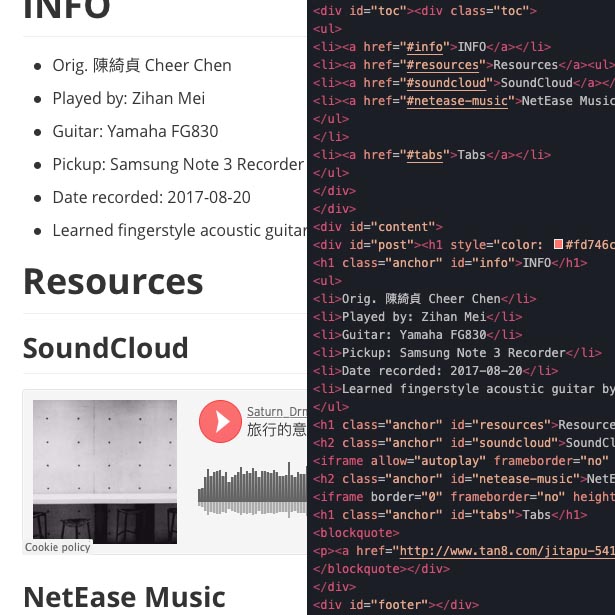 INFO
Orig. 陳綺貞 Cheer Chen
Played by: Zihan Mei
Guitar: Yamaha FG830
Pickup: Samsung Note 3 Recorder
Date recorded: 2017-08-20
Learned fingerstyle acoustic guitar
Resources
SoundCloud
Saturn_Drm
旅行的意
Cookie policy
NetEase Music
<div id="toc"><div class="toc">
<ul>
<li><a href="#info">INFO</a></li>
<li><a href="#resources">Resources</a><ul>
<li><a href="#soundcloud">SoundCloud</a></
<li><a href="#netease-music">NetEase Music
</ul>
</li>
<li><a href="#tabs">Tabs</a></li>
</ul>
</div>
</div>
<div id="content">
<div id="post"><h1 style="color: #fd746c
<h1 class="anchor" id="info">INFO</h1>
<ul>
<li>Orig. 陳綺貞 Cheer Chen</li>
<li>Played by: Zihan Mei</li>
<li>Guitar: Yamaha FG830</li>
<li>Pickup: Samsung Note 3 Recorder</li>
<li>Date recorded: 2017-08-20</li>
<li>Learned fingerstyle acoustic guitar by
</ul>
<h1 class="anchor" id="resources">Resource
<h2 class="anchor" id="soundcloud">SoundCl
<iframe allow="autoplay" frameborder="no"
<h2 class="anchor" id="netease-music">NetE
<iframe border="0" frameborder="no" height
<h1 class="anchor" id="tabs">Tabs</h1>
<blockquote>
<p><a href="http://www.tan8.com/jitapu-541
</blockquote></div>
</div>
<div id="footer"></div>